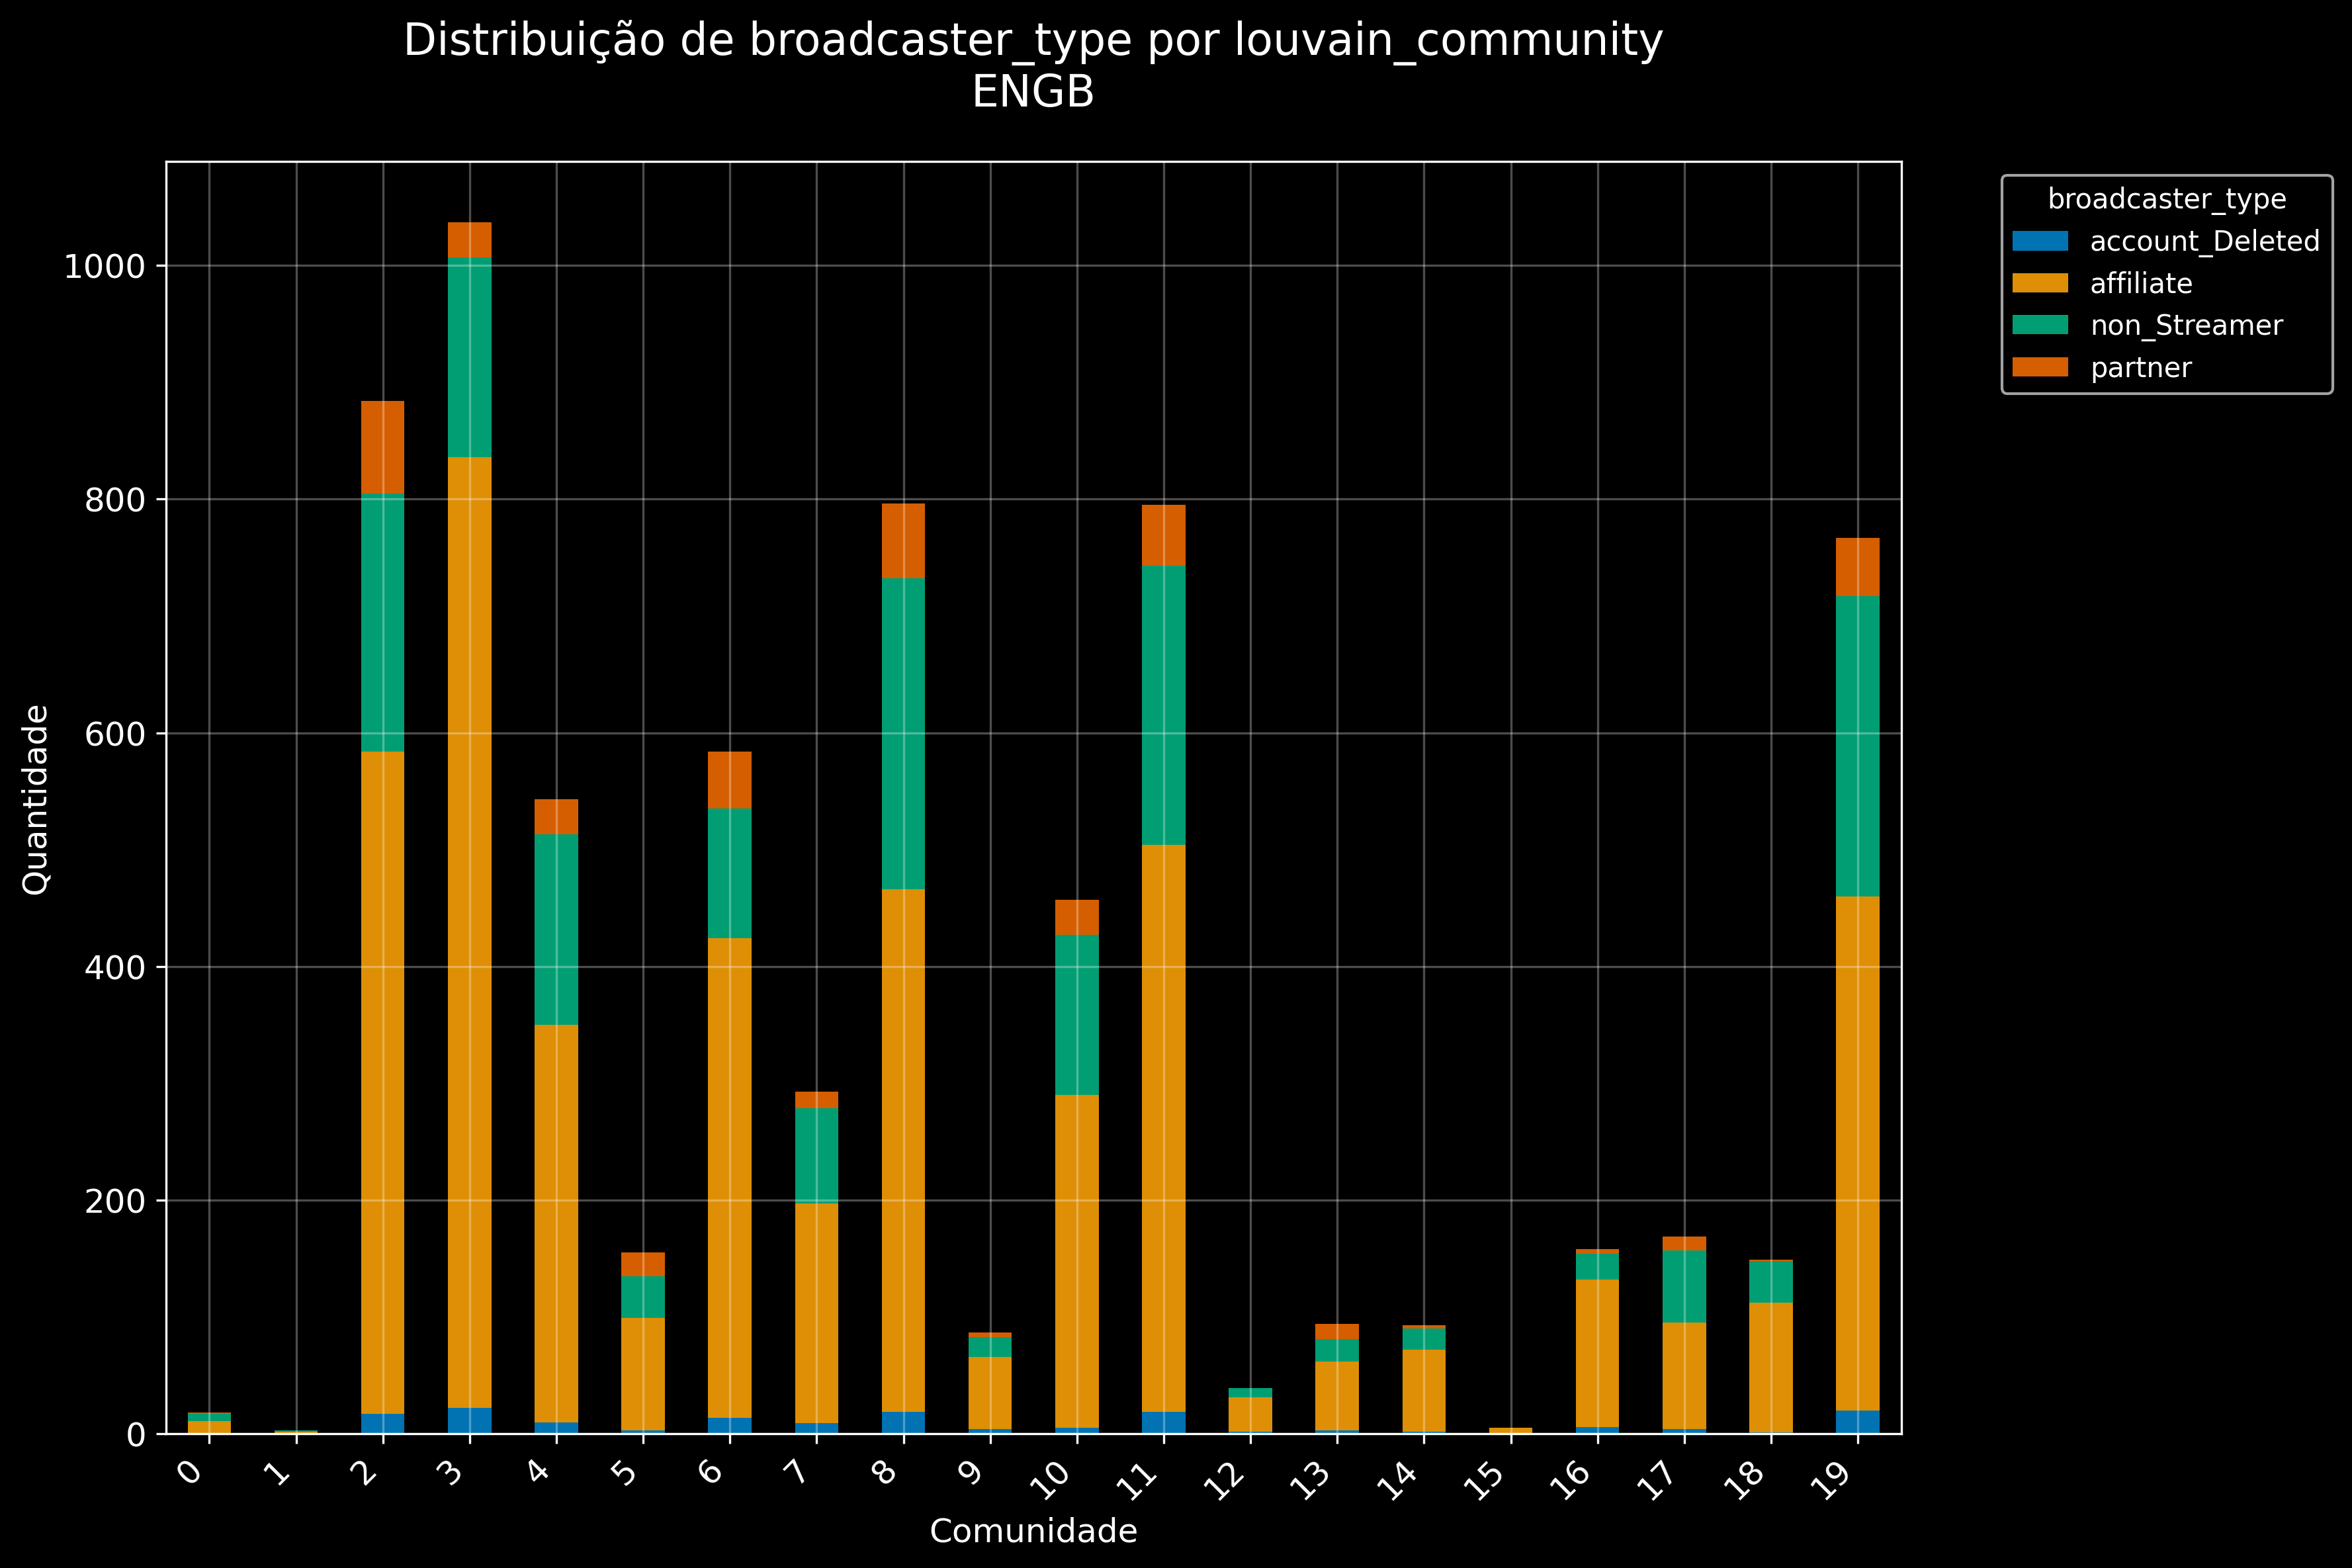 Distribuição de broadcaster_type por louvain_community
ENGB
broadcaster_type
account_Deleted
affiliate
non_Streamer
partner
Quantidade
1000
800
600
400
200
0
0 1 2 3 4 5 6 7 8 9 10 11 12 13 14 15 16 17 18 19
Comunidade